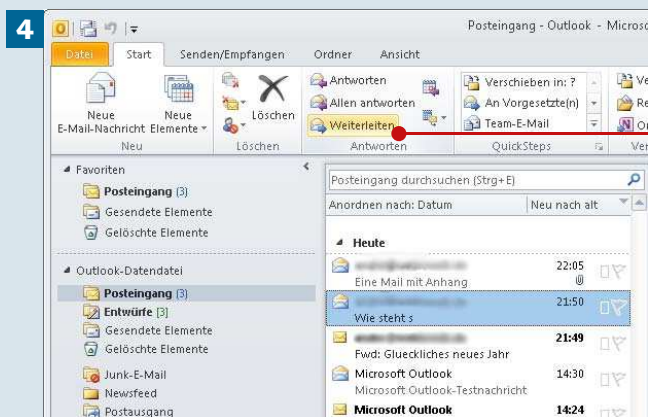 4
Posteingang - Outlook - Microso
Datei Start Senden/Empfangen Ordner Ansicht
Neue E-Mail-Nachricht
Neue Elemente
Neu
Löschen
Löschen
Antworten
Allen antworten
Weiterleiten
Antworten
Verschieben in: ?
An Vorgesetzte(n)
Team-E-Mail
QuickSteps
Ve
Re
Or
Ver
Favoriten
Posteingang (3)
Gesendete Elemente
Gelöschte Elemente
Outlook-Datendatei
Posteingang (3)
Entwürfe [3]
Gesendete Elemente
Gelöschte Elemente
Junk-E-Mail
Newsfeed
Postausgang
Posteingang durchsuchen (Strg+E)
Anordnen nach: Datum Neu nach alt
Heute
22:05
Eine Mail mit Anhang
21:50
Wie steht s
21:49
Fwd: Glueckliches neues Jahr
Microsoft Outlook 14:30
Microsoft Outlook-Testnachricht
Microsoft Outlook 14:24